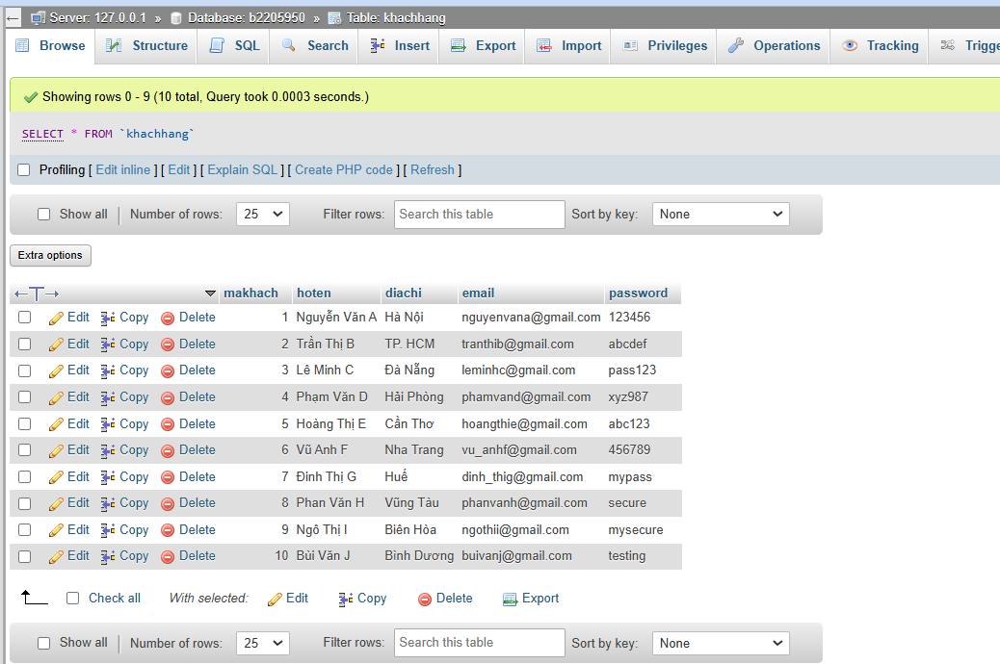 Server: 127.0.0.1 » Database: b2205950 » Table: khachhang
Browse Structure SQL Search Insert Export Import Privileges Operations Tracking
Showing rows 0 - 9 (10 total, Query took 0.0003 seconds.)
SELECT * FROM `khachhang`
Profiling [ Edit inline ] [ Edit ] [ Explain SQL ] [ Create PHP code ] [ Refresh ]
Show all Number of rows: 25 Filter rows: Search this table Sort by key: None
Extra options
makhach hoten diachi email password
Edit Copy Delete 1 Nguyễn Văn A Hà Nội nguyenvana@gmail.com 123456
Edit Copy Delete 2 Trần Thị B TP. HCM tranthib@gmail.com abcdef
Edit Copy Delete 3 Lê Minh C Đà Nẵng leminhc@gmail.com pass123
Edit Copy Delete 4 Phạm Văn D Hải Phòng phamvand@gmail.com xyz987
Edit Copy Delete 5 Hoàng Thị E Cần Thơ hoangthie@gmail.com abc123
Edit Copy Delete 6 Vũ Anh F Nha Trang vu_anhf@gmail.com 456789
Edit Copy Delete 7 Đinh Thị G Huế dinh_thig@gmail.com mypass
Edit Copy Delete 8 Phan Văn H Vũng Tàu phanvanh@gmail.com secure
Edit Copy Delete 9 Ngô Thị I Biên Hòa ngothii@gmail.com mysecure
Edit Copy Delete 10 Bùi Văn J Bình Dương buivanj@gmail.com testing
Check all With selected: Edit Copy Delete Export
Show all Number of rows: 25 Filter rows: Search this table Sort by key: None